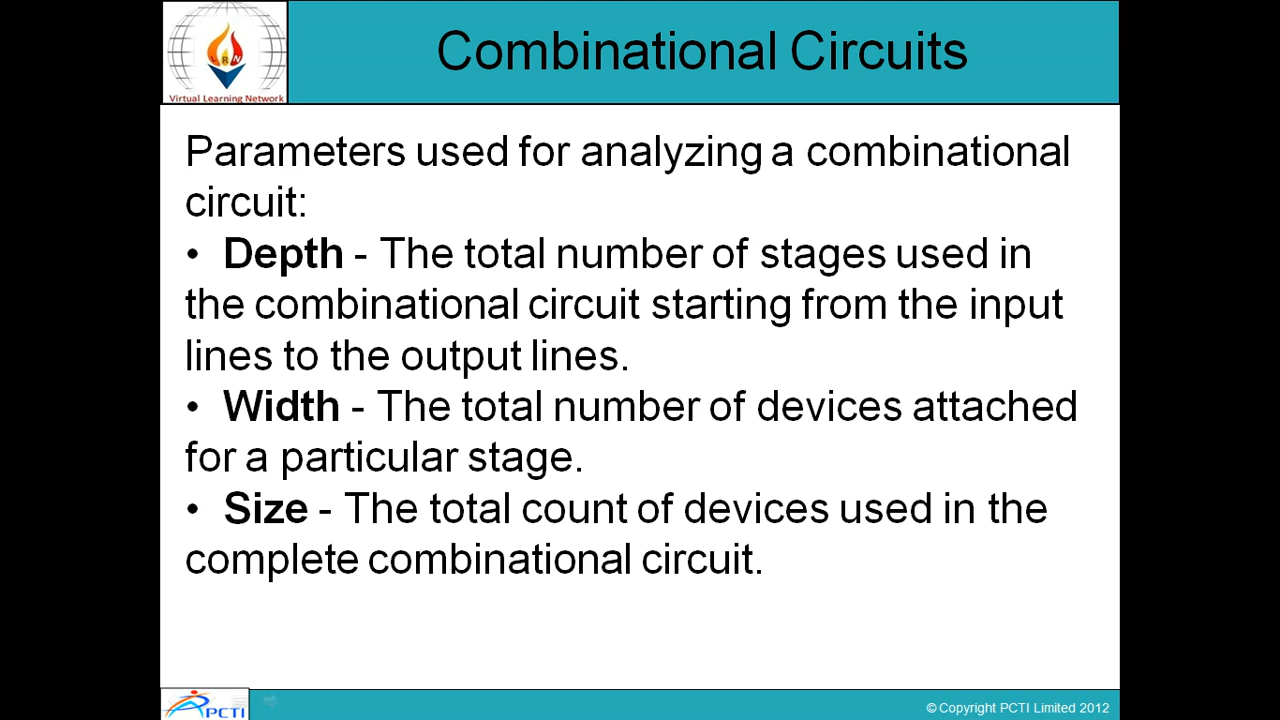 Combinational Circuits
LRN
Virtual Learning Network
Parameters used for analyzing a combinational
circuit:
• Depth - The total number of stages used in
the combinational circuit starting from the input
lines to the output lines.
• Width - The total number of devices attached
for a particular stage.
• Size - The total count of devices used in the
complete combinational circuit.
PCTI
© Copyright PCTI Limited 2012